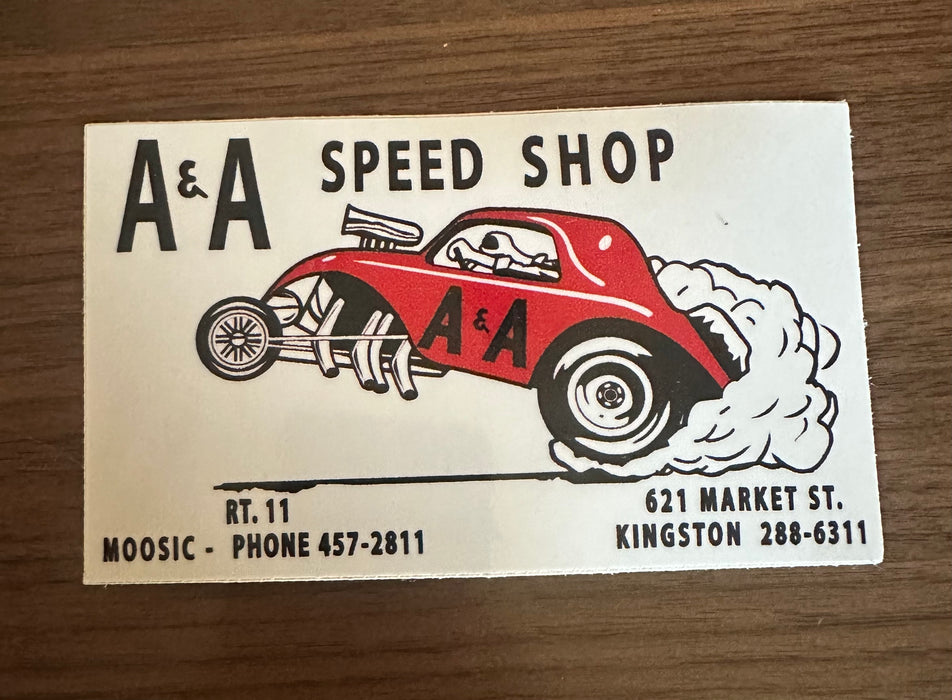 A & A SPEED SHOP
A & A
RT. 11
MOOSIC - PHONE 457-2811
621 MARKET ST.
KINGSTON 288-6311